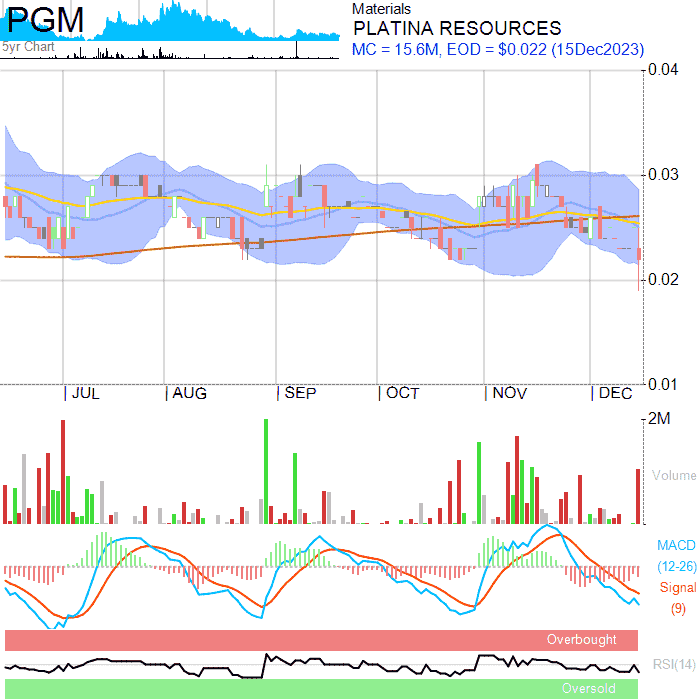 PGM
5yr Chart
Materials
PLATINA RESOURCES
MC = 15.6M, EOD = $0.022 (15Dec2023)
0.04
0.03
0.02
0.01
JUL
AUG
SEP
OCT
NOV
DEC
2M
Volume
MACD
(12-26)
Signal
(9)
Overbought
RSI(14)
Oversold